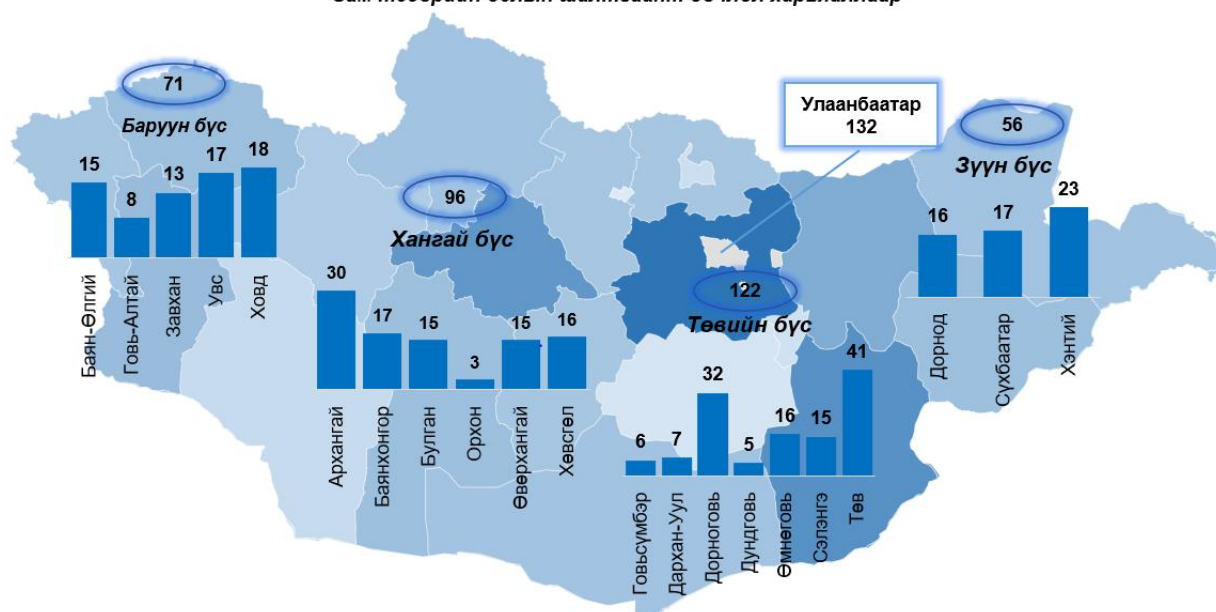 71
Баруун бүс
15
8
13
17
18
Баян-Өлгий
Говь-Алтай
Завхан
Увс
Ховд
96
Хангай бүс
30
17
15
3
15
16
Архангай
Баянхонгор
Булган
Орхон
Өвөрхангай
Хөвсгөл
Улаанбаатар
132
122
Төвийн бүс
6
7
32
5
16
15
41
Говьсүмбэр
Дархан-Уул
Дорноговь
Дундговь
Өмнөговь
Сэлэнгэ
Төв
56
Зүүн бүс
16
17
23
Дорнод
Сүхбаатар
Хэнтий